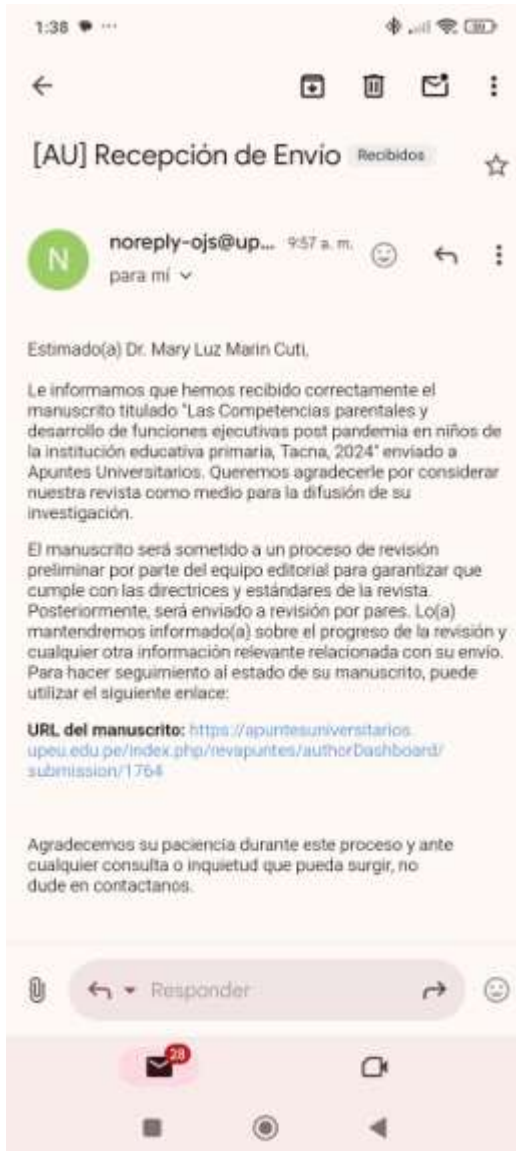 1:38
[AU] Recepción de Envío Recibidos
N
noreply-ojs@up... 9:57 a. m.
para mí
Estimado(a) Dr. Mary Luz Marin Cuti,
Le informamos que hemos recibido correctamente el
manuscrito titulado "Las Competencias parentales y
desarrollo de funciones ejecutivas post pandemia en niños de
la institución educativa primaria, Tacna, 2024" enviado a
Apuntes Universitarios. Queremos agradecerle por considerar
nuestra revista como medio para la difusión de su
investigación.
El manuscrito será sometido a un proceso de revisión
preliminar por parte del equipo editorial para garantizar que
cumple con las directrices y estándares de la revista.
Posteriormente, será enviado a revisión por pares. Lo(a)
mantendremos informado(a) sobre el progreso de la revisión y
cualquier otra información relevante relacionada con su envío.
Para hacer seguimiento al estado de su manuscrito, puede
utilizar el siguiente enlace:
URL del manuscrito: https://apuntesuniversitarios.
upeu.edu.pe/index.php/revapuntes/authorDashboard/
submission/1764
Agradecemos su paciencia durante este proceso y ante
cualquier consulta o inquietud que pueda surgir, no
dude en contactanos.
Responder
28